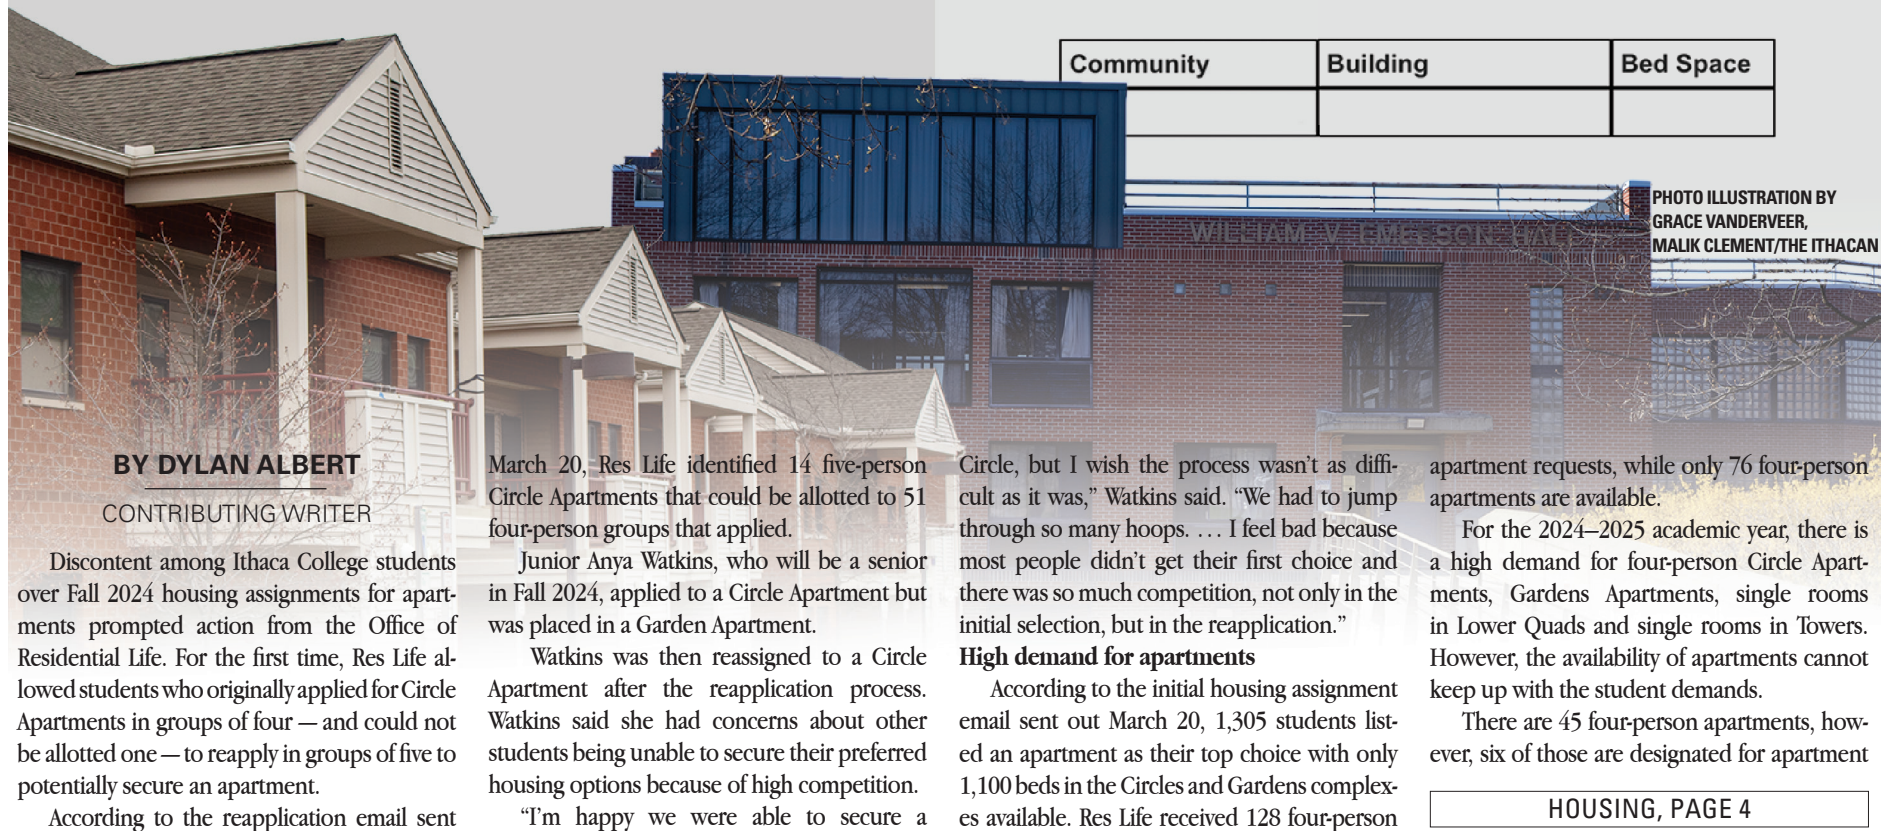 Community Building Bed Space
PHOTO ILLUSTRATION BY
GRACE VANDERVEER,
MALIK CLEMENT/THE ITHACAN
WILLIAM V. EMERSON HALL
BY DYLAN ALBERT
CONTRIBUTING WRITER
Discontent among Ithaca College students
over Fall 2024 housing assignments for apart-
ments prompted action from the Office of
Residential Life. For the first time, Res Life al-
lowed students who originally applied for Circle
Apartments in groups of four — and could not
be allotted one — to reapply in groups of five to
potentially secure an apartment.
According to the reapplication email sent
March 20, Res Life identified 14 five-person
Circle Apartments that could be allotted to 51
four-person groups that applied.
Junior Anya Watkins, who will be a senior
in Fall 2024, applied to a Circle Apartment but
was placed in a Garden Apartment.
Watkins was then reassigned to a Circle
Apartment after the reapplication process.
Watkins said she had concerns about other
students being unable to secure their preferred
housing options because of high competition.
“I’m happy we were able to secure a
Circle, but I wish the process wasn’t as diffi-
cult as it was,” Watkins said. “We had to jump
through so many hoops. … I feel bad because
most people didn’t get their first choice and
there was so much competition, not only in the
initial selection, but in the reapplication.”
High demand for apartments
According to the initial housing assignment
email sent out March 20, 1,305 students list-
ed an apartment as their top choice with only
1,100 beds in the Circles and Gardens complex-
es available. Res Life received 128 four-person
apartment requests, while only 76 four-person
apartments are available.
For the 2024–2025 academic year, there is
a high demand for four-person Circle Apart-
ments, Gardens Apartments, single rooms
in Lower Quads and single rooms in Towers.
However, the availability of apartments cannot
keep up with the student demands.
There are 45 four-person apartments, how-
ever, six of those are designated for apartment
HOUSING, PAGE 4